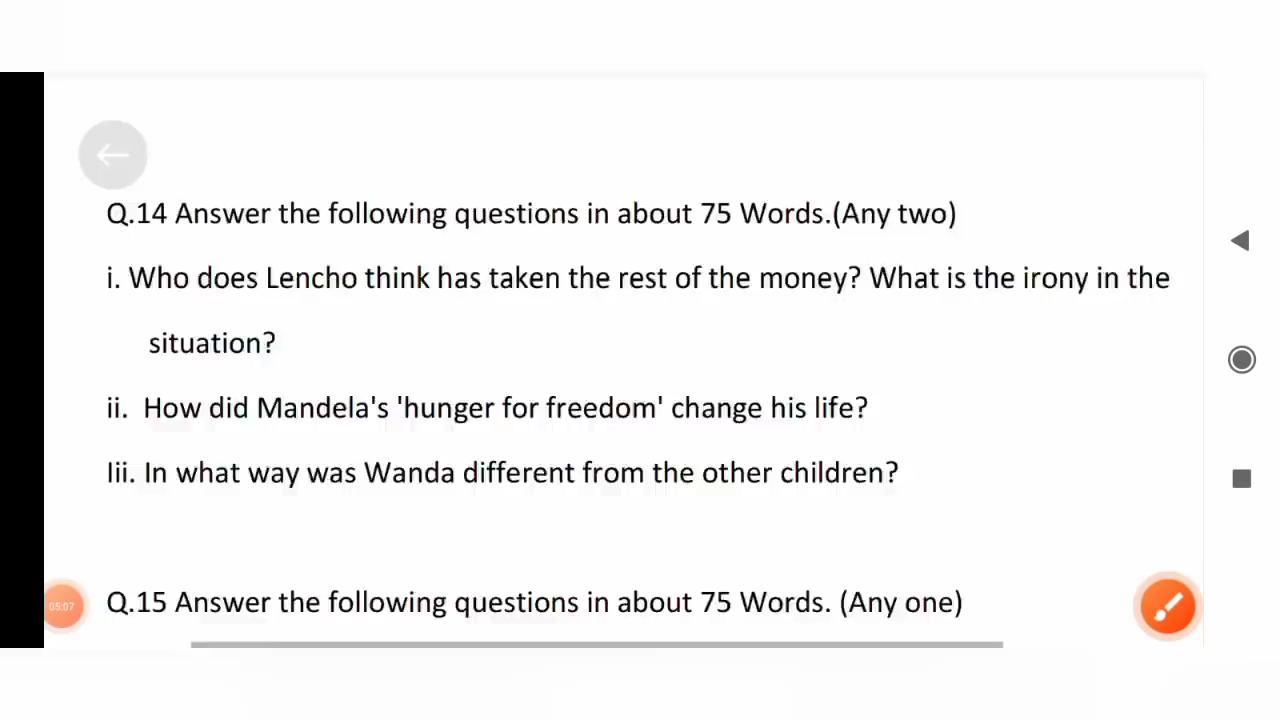 Q.14 Answer the following questions in about 75 Words.(Any two)
i. Who does Lencho think has taken the rest of the money? What is the irony in the
situation?
ii. How did Mandela's 'hunger for freedom' change his life?
Iii. In what way was Wanda different from the other children?
05:07
Q.15 Answer the following questions in about 75 Words. (Any one)